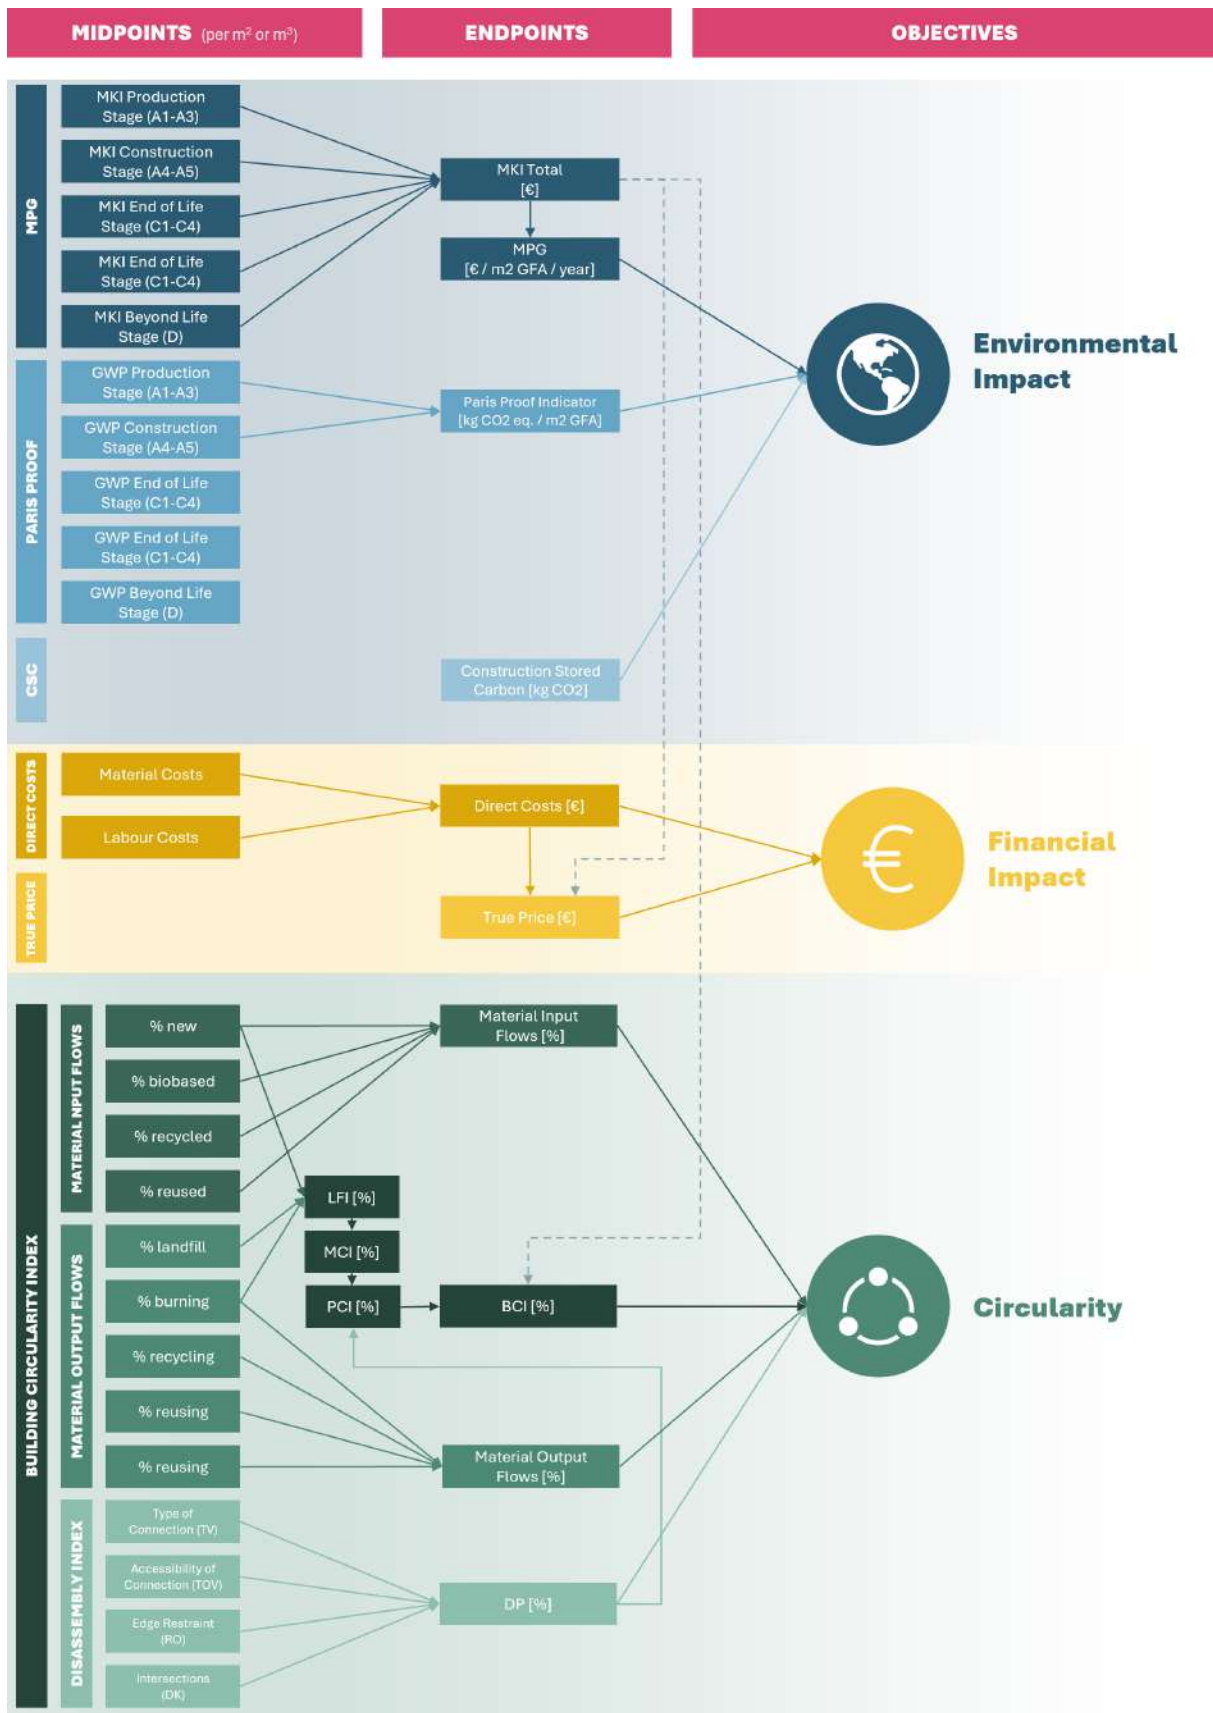 MIDPOINTS (per m² or m³)
ENDPOINTS
OBJECTIVES
MPG
MKI Production
Stage (A1-A3)
MKI Construction
Stage (A4-A5)
MKI End of Life
Stage (C1-C4)
MKI End of Life
Stage (C1-C4)
MKI Beyond Life
Stage (D)
MKI Total
[€]
MPG
[€ / m2 GFA / year]
Environmental
Impact
PARIS PROOF
GWP Production
Stage (A1-A3)
GWP Construction
Stage (A4-A5)
GWP End of Life
Stage (C1-C4)
GWP End of Life
Stage (C1-C4)
GWP Beyond Life
Stage (D)
Paris Proof Indicator
[kg CO2 eq. / m2 GFA]
CSC
Construction Stored
Carbon [kg CO2]
DIRECT COSTS
Material Costs
Labour Costs
Direct Costs [€]
TRUE PRICE
True Price [€]
€
Financial
Impact
BUILDING CIRCULARITY INDEX
MATERIAL NPUT FLOWS
% new
% biobased
% recycled
% reused
Material Input
Flows [%]
MATERIAL OUTPUT FLOWS
% landfill
% burning
% recycling
% reusing
% reusing
LFI [%]
MCI [%]
PCI [%]
BCI [%]
Material Output
Flows [%]
Circularity
DISASSEMBLY INDEX
Type of
Connection (TV)
Accessibility of
Connection (TOV)
Edge Restraint
(RO)
Intersections
(DK)
DP [%]